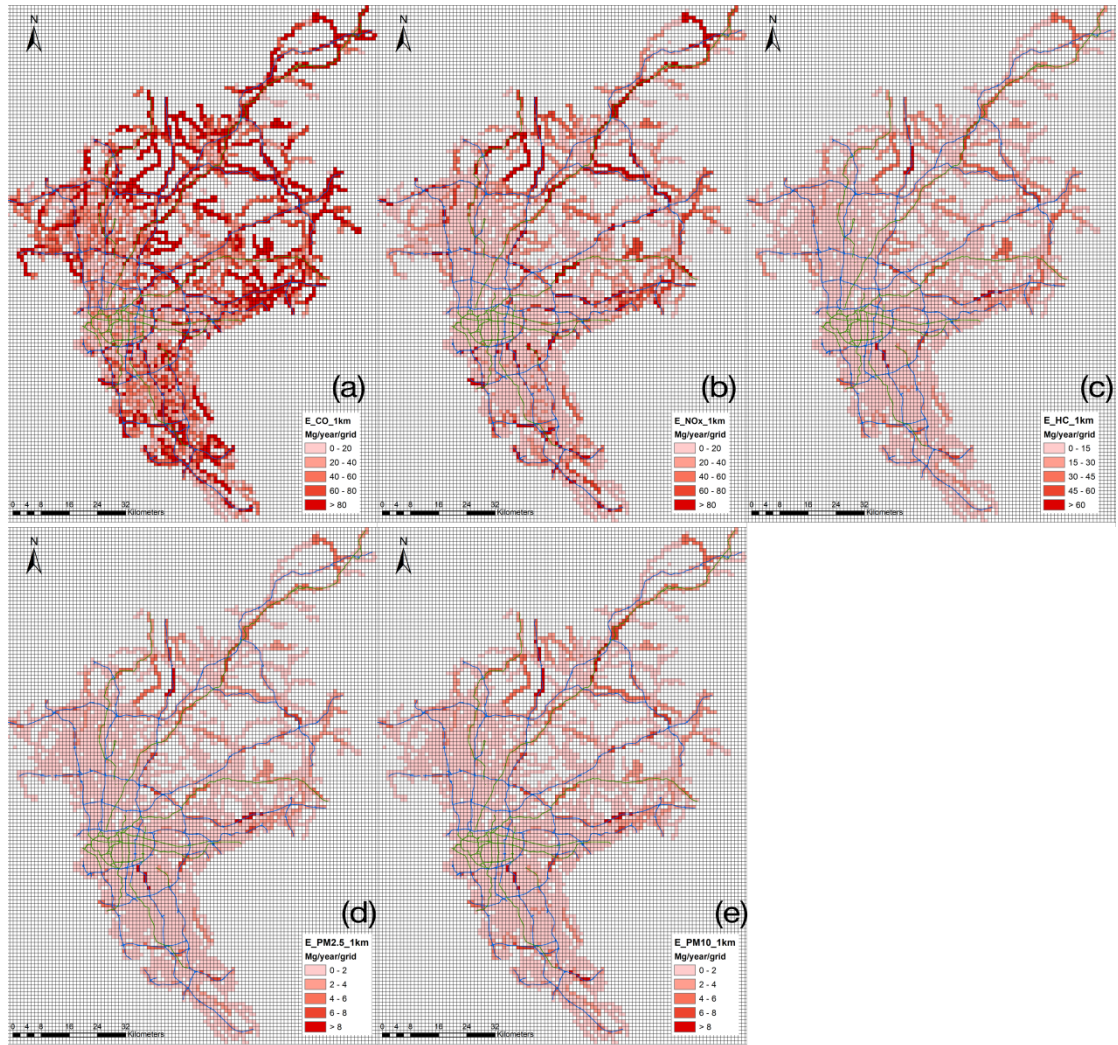 N
(a)
E_CO_1km
Mg/year/grid
0 - 20
20 - 40
40 - 60
60 - 80
> 80
0 4 8 16 24 32
Kilometers
N
(b)
E_NOx_1km
Mg/year/grid
0 - 20
20 - 40
40 - 60
60 - 80
> 80
0 4 8 16 24 32
Kilometers
N
(c)
E_HC_1km
Mg/year/grid
0 - 15
15 - 30
30 - 45
45 - 60
> 60
0 4 8 16 24 32
Kilometers
N
(d)
E_PM2.5_1km
Mg/year/grid
0 - 2
2 - 4
4 - 6
6 - 8
> 8
0 4 8 16 24 32
Kilometers
N
(e)
E_PM10_1km
Mg/year/grid
0 - 2
2 - 4
4 - 6
6 - 8
> 8
0 4 8 16 24 32
Kilometers